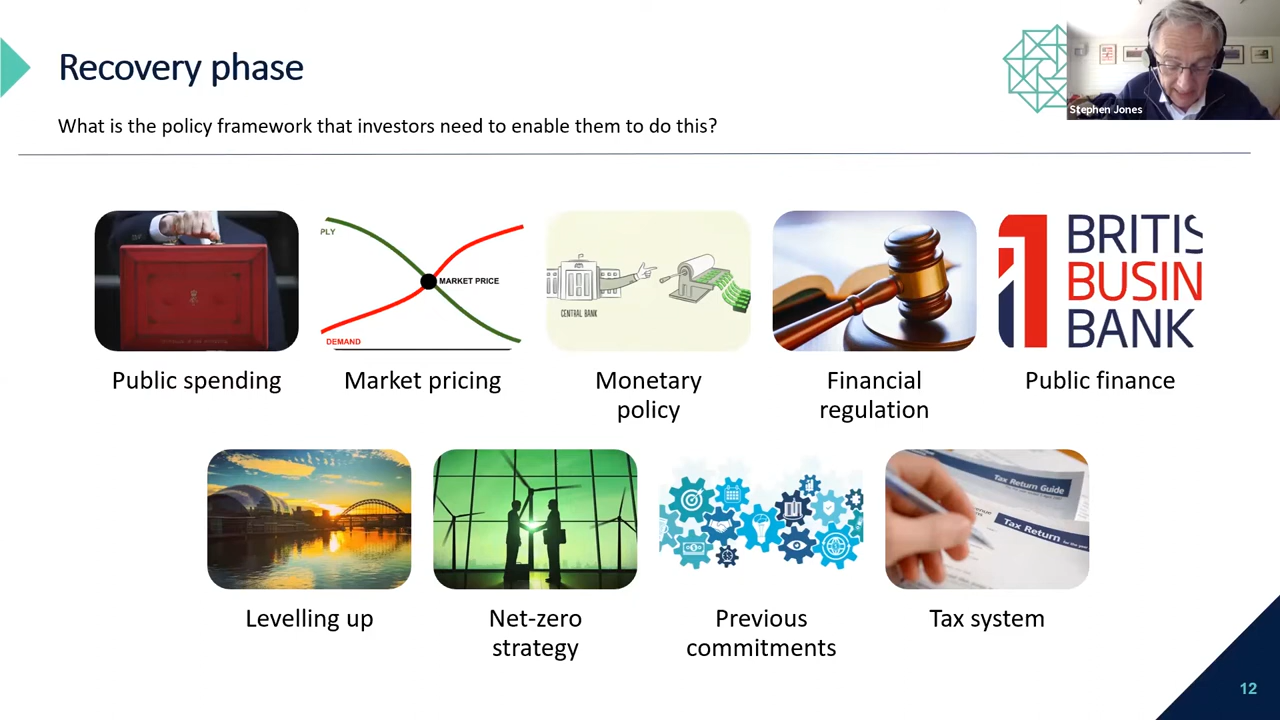 Recovery phase
Stephen Jones
What is the policy framework that investors need to enable them to do this?
PLY
MARKET PRICE
DEMAND
CENTRAL BANK
BRITIS
BUSIN
BANK
Public spending
Market pricing
Monetary
policy
Financial
regulation
Public finance
Tax Return Guide
Tax Return
Levelling up
Net-zero
strategy
Previous
commitments
Tax system
12